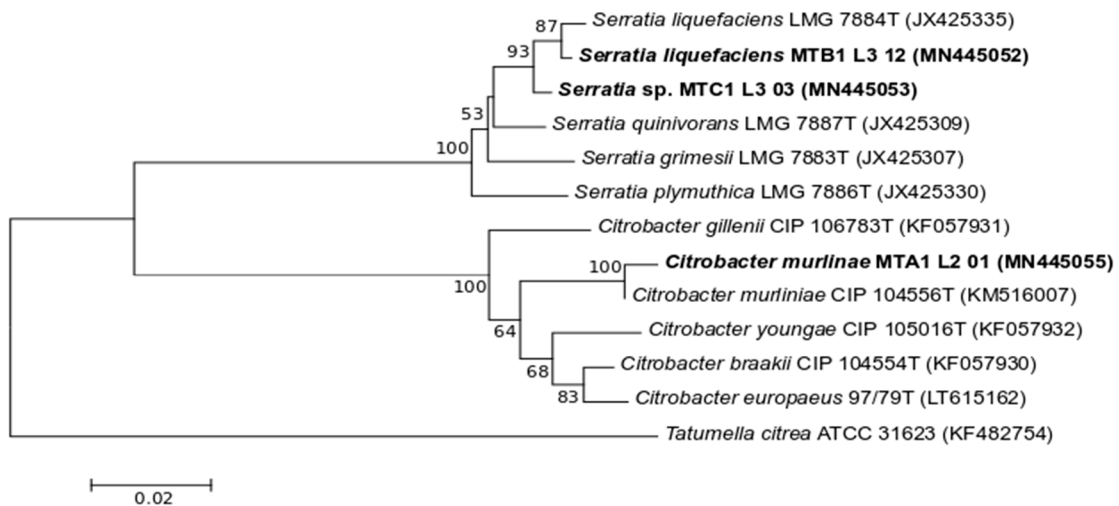 87
Serratia liquefaciens LMG 7884T (JX425335)
93
Serratia liquefaciens MTB1 L3 12 (MN445052)
Serratia sp. MTC1 L3 03 (MN445053)
53
Serratia quinivorans LMG 7887T (JX425309)
100
Serratia grimesii LMG 7883T (JX425307)
Serratia plymuthica LMG 7886T (JX425330)
Citrobacter gillenii CIP 106783T (KF057931)
100
Citrobacter murlinae MTA1 L2 01 (MN445055)
100
Citrobacter murliniae CIP 104556T (KM516007)
64
Citrobacter youngae CIP 105016T (KF057932)
68
Citrobacter braakii CIP 104554T (KF057930)
83
Citrobacter europaeus 97/79T (LT615162)
Tatumella citrea ATCC 31623 (KF482754)
0.02